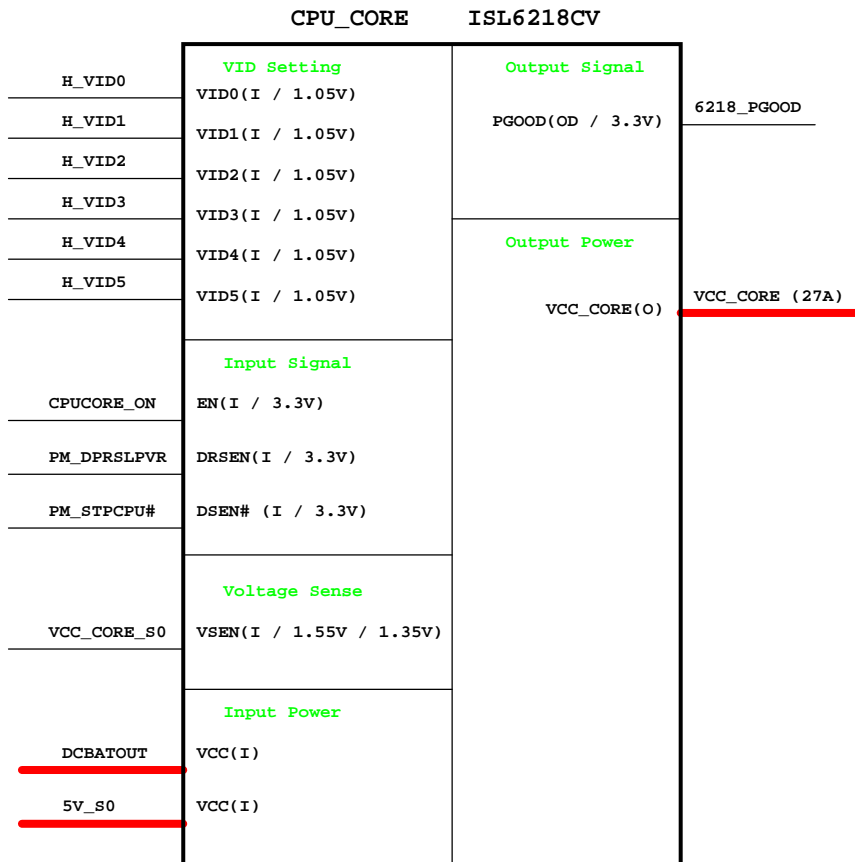 CPU_CORE ISL6218CV
VID Setting
H_VID0
VID0(I / 1.05V)
H_VID1
VID1(I / 1.05V)
H_VID2
VID2(I / 1.05V)
H_VID3
VID3(I / 1.05V)
H_VID4
VID4(I / 1.05V)
H_VID5
VID5(I / 1.05V)
Input Signal
CPUCORE_ON EN(I / 3.3V)
PM_DPRSLPVR DRSEN(I / 3.3V)
PM_STPCPU# DSEN# (I / 3.3V)
Voltage Sense
VCC_CORE_S0 VSEN(I / 1.55V / 1.35V)
Input Power
DCBATOUT VCC(I)
5V_S0 VCC(I)
Output Signal
PGOOD(OD / 3.3V)
6218_PGOOD
Output Power
VCC_CORE(O)
VCC_CORE (27A)